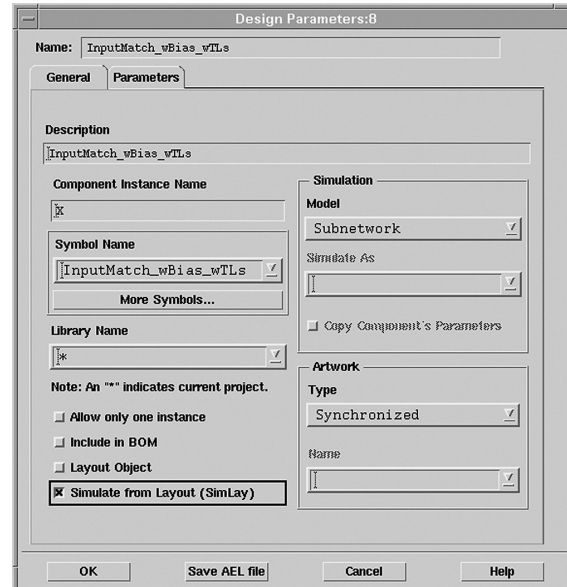 Design Parameters:8
Name: InputMatch_wBias_wTLs
General Parameters
Description
InputMatch_wBias_wTLs
Component Instance Name
X
Symbol Name
InputMatch_wBias_wTLs
More Symbols...
Library Name
*
Note: An "*" indicates current project.
Allow only one instance
Include in BOM
Layout Object
Simulate from Layout (SimLay)
Simulation
Model
Subnetwork
Simulate As
Copy Component's Parameters
Artwork
Type
Synchronized
Name
OK Save AEL file Cancel Help